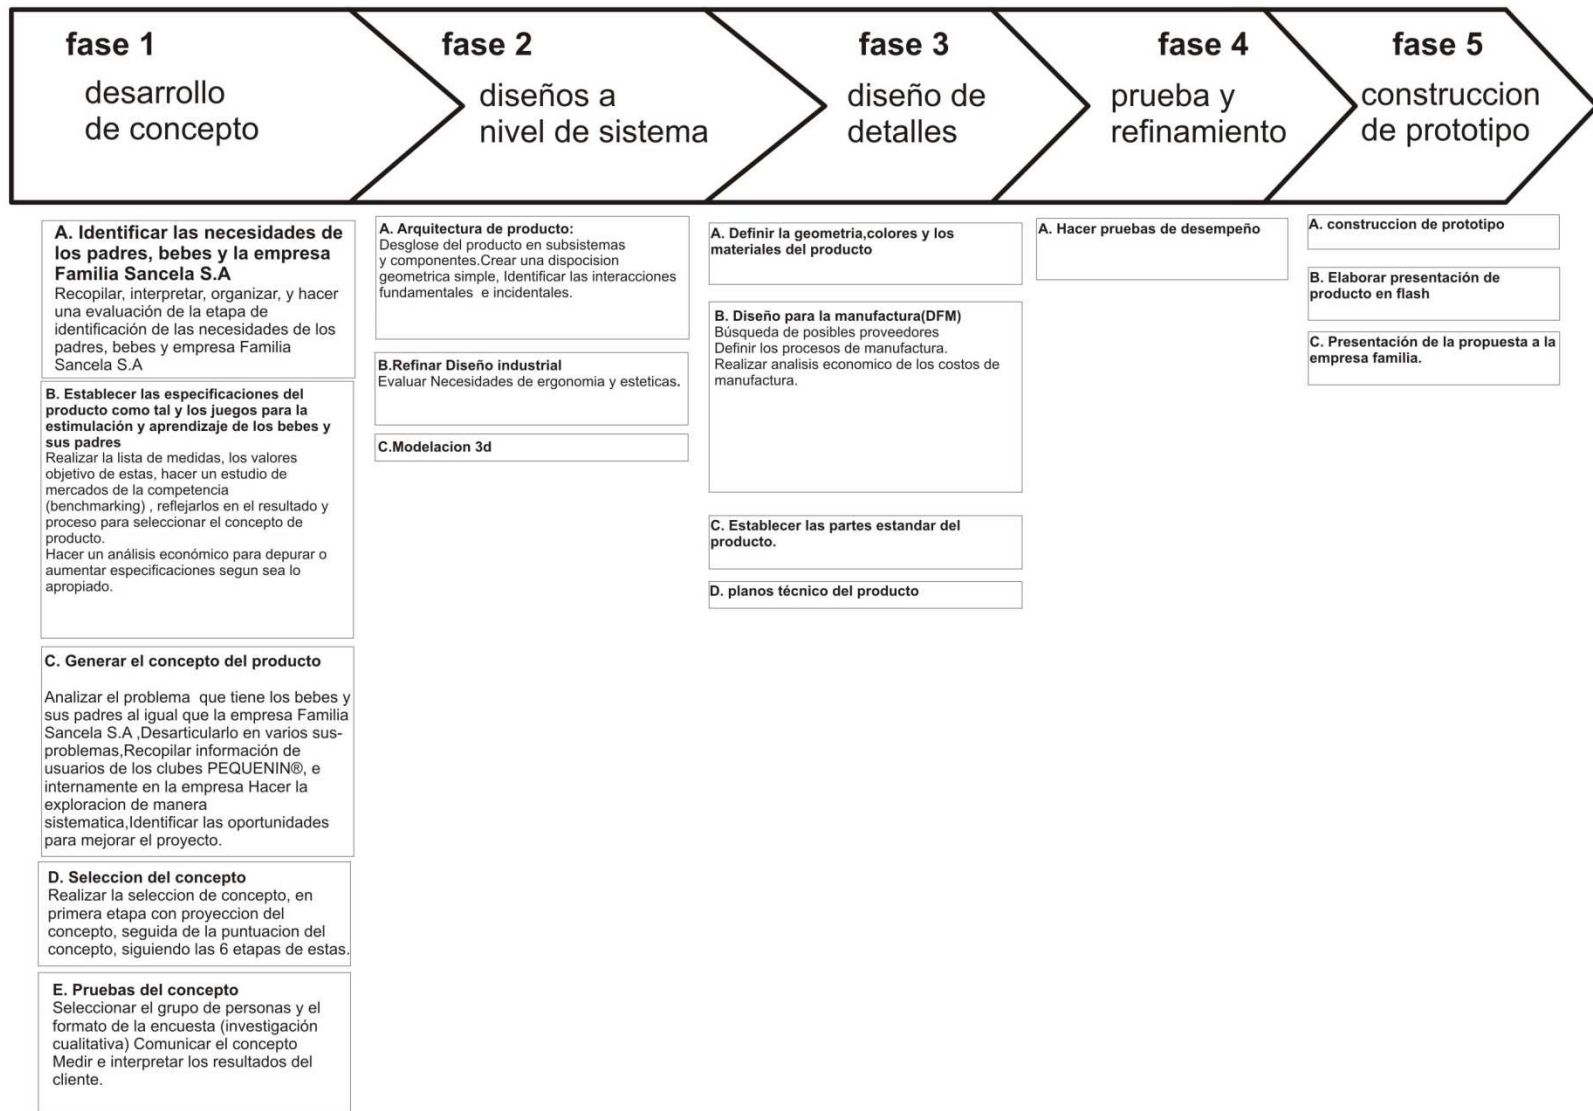 fase 1
desarrollo
de concepto
fase 2
diseños a
nivel de sistema
fase 3
diseño de
detalles
fase 4
prueba y
refinamiento
fase 5
construccion
de prototipo
A. Identificar las necesidades de
los padres, bebes y la empresa
Familia Sancela S.A
Recopilar, interpretar, organizar, y hacer
una evaluación de la etapa de
identificación de las necesidades de los
padres, bebes y empresa Familia
Sancela S.A
B. Establecer las especificaciones del
producto como tal y los juegos para la
estimulación y aprendizaje de los bebes y
sus padres
Realizar la lista de medidas, los valores
objetivo de estas, hacer un estudio de
mercados de la competencia
(benchmarking) , reflejarlos en el resultado y
proceso para seleccionar el concepto de
producto.
Hacer un análisis económico para depurar o
aumentar especificaciones segun sea lo
apropiado.
C. Generar el concepto del producto
Analizar el problema  que tiene los bebes y
sus padres al igual que la empresa Familia
Sancela S.A ,Desarticularlo en varios sus-
problemas,Recopilar información de
usuarios de los clubes PEQUENIN®, e
internamente en la empresa Hacer la
exploracion de manera
sistematica,Identificar las oportunidades
para mejorar el proyecto.
D. Seleccion del concepto
Realizar la seleccion de concepto, en
primera etapa con proyeccion del
concepto, seguida de la puntuacion del
concepto, siguiendo las 6 etapas de estas.
E. Pruebas del concepto
Seleccionar el grupo de personas y el
formato de la encuesta (investigación
cualitativa) Comunicar el concepto
Medir e interpretar los resultados del
cliente.
A. Arquitectura de producto:
Desglose del producto en subsistemas
y componentes.Crear una dispocision
geometrica simple, Identificar las interacciones
fundamentales  e incidentales.
B.Refinar Diseño industrial
Evaluar Necesidades de ergonomia y esteticas.
C.Modelacion 3d
A. Definir la geometria,colores y los
materiales del producto
B. Diseño para la manufactura(DFM)
Búsqueda de posibles proveedores
Definir los procesos de manufactura.
Realizar analisis economico de los costos de
manufactura.
C. Establecer las partes estandar del
producto.
D. planos técnico del producto
A. Hacer pruebas de desempeño
A. construccion de prototipo
B. Elaborar presentación de
producto en flash
C. Presentación de la propuesta a la
empresa familia.